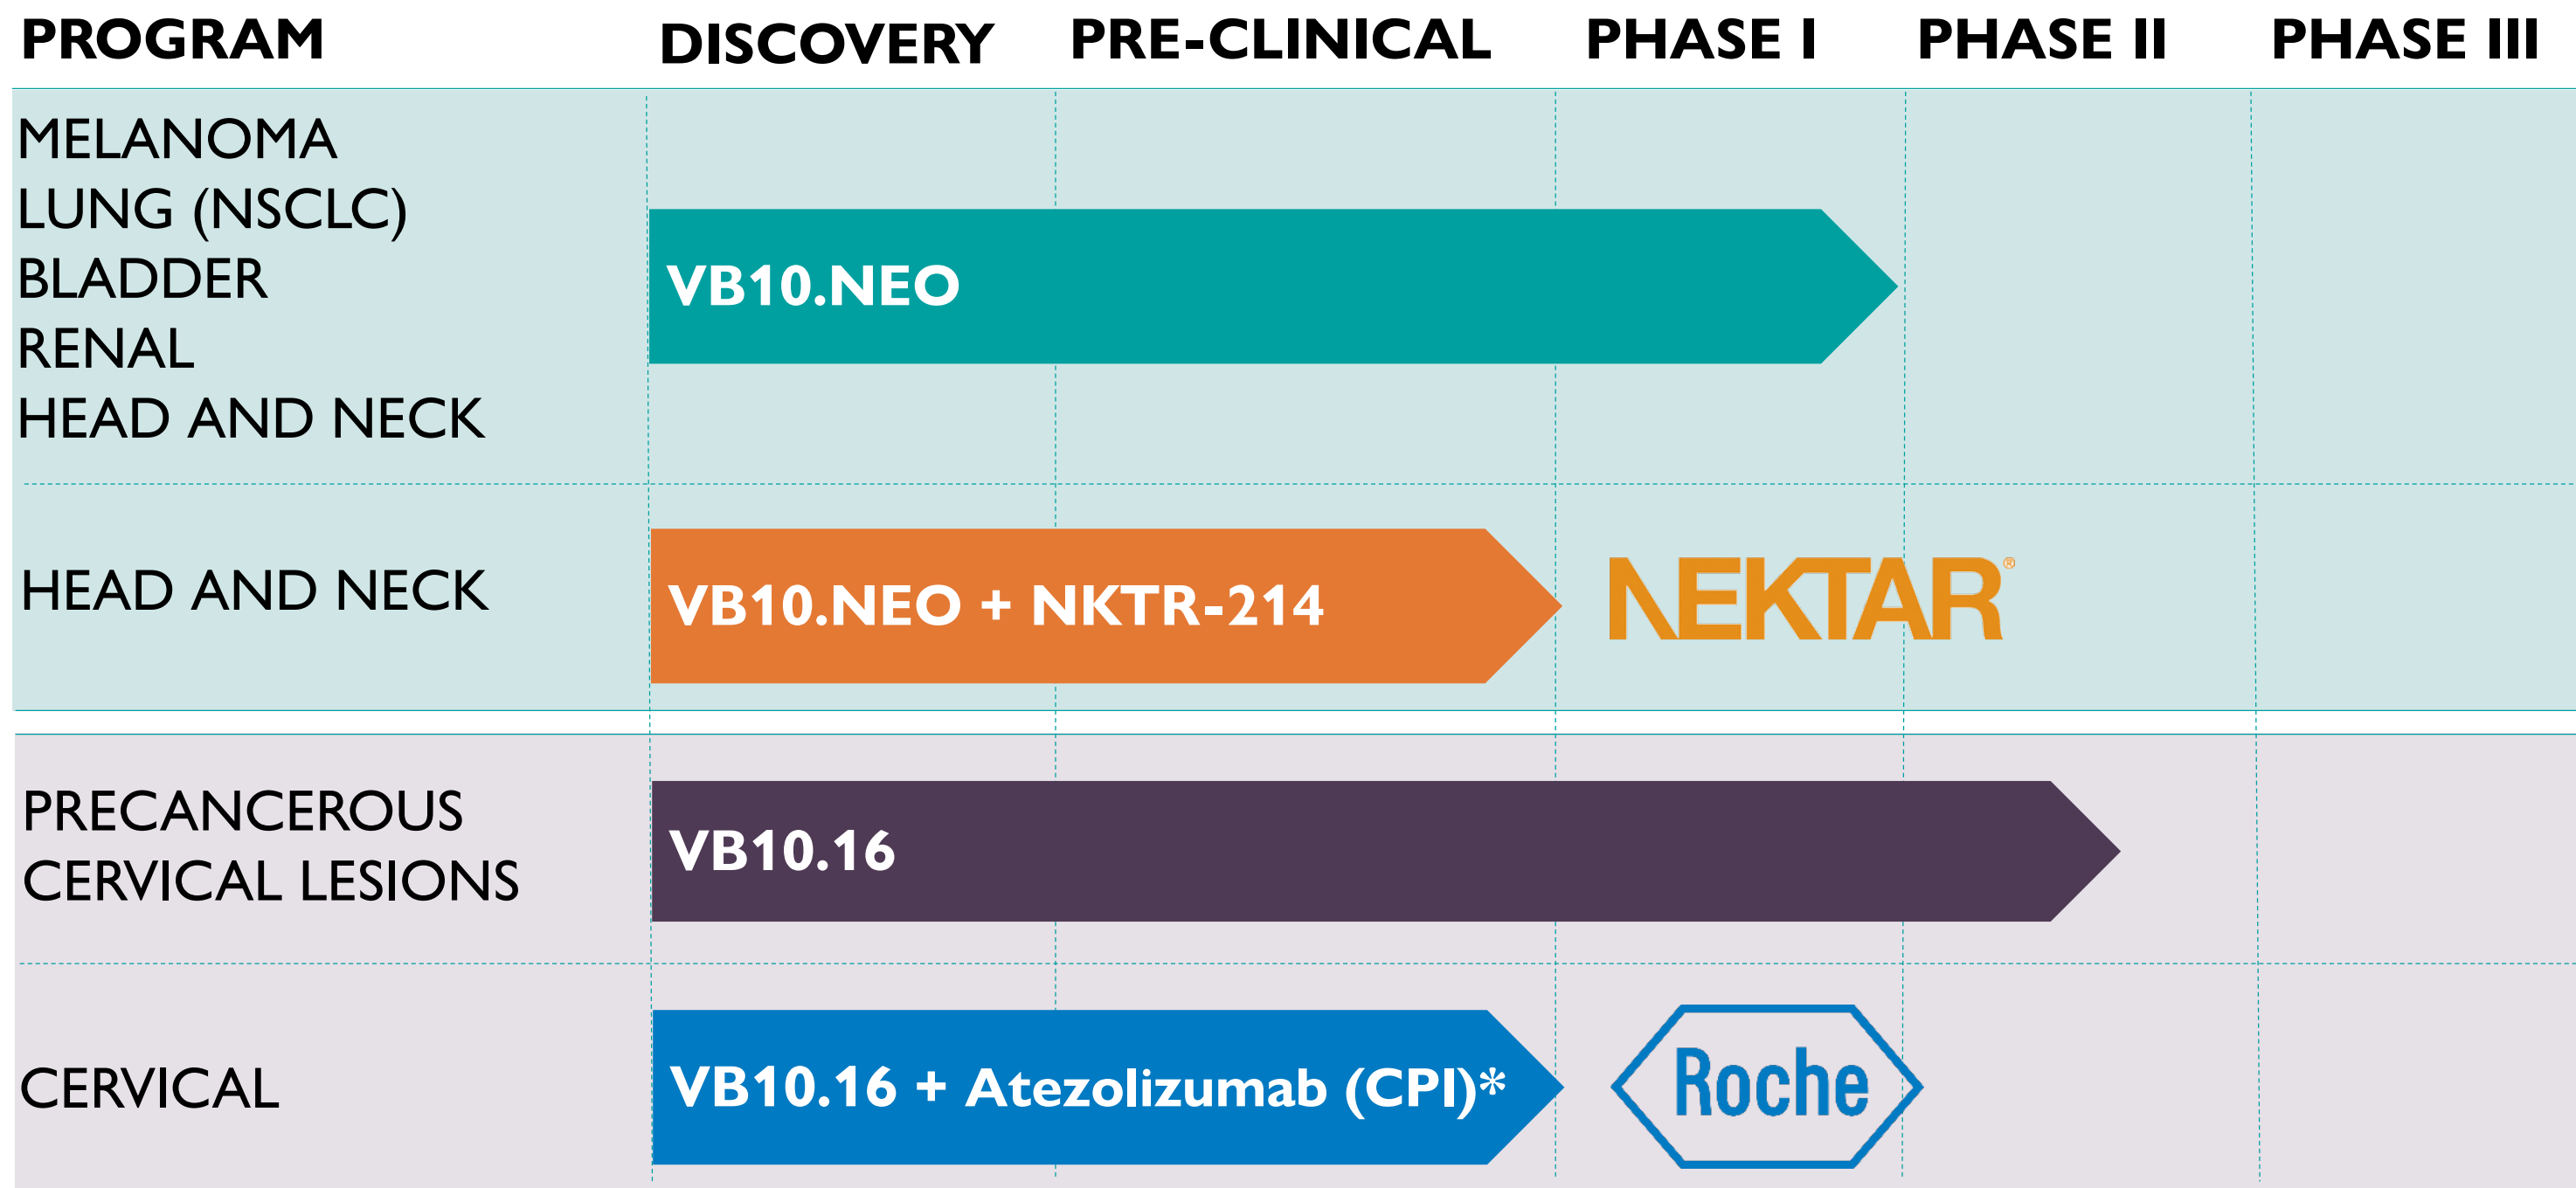 PROGRAM DISCOVERY PRE-CLINICAL PHASE I PHASE II PHASE III
MELANOMA
LUNG (NSCLC)
BLADDER
RENAL
HEAD AND NECK
VB10.NEO
HEAD AND NECK
VB10.NEO + NKTR-214
NEKTAR®
PRECANCEROUS
CERVICAL LESIONS
VB10.16
CERVICAL
VB10.16 + Atezolizumab (CPI)*
Roche